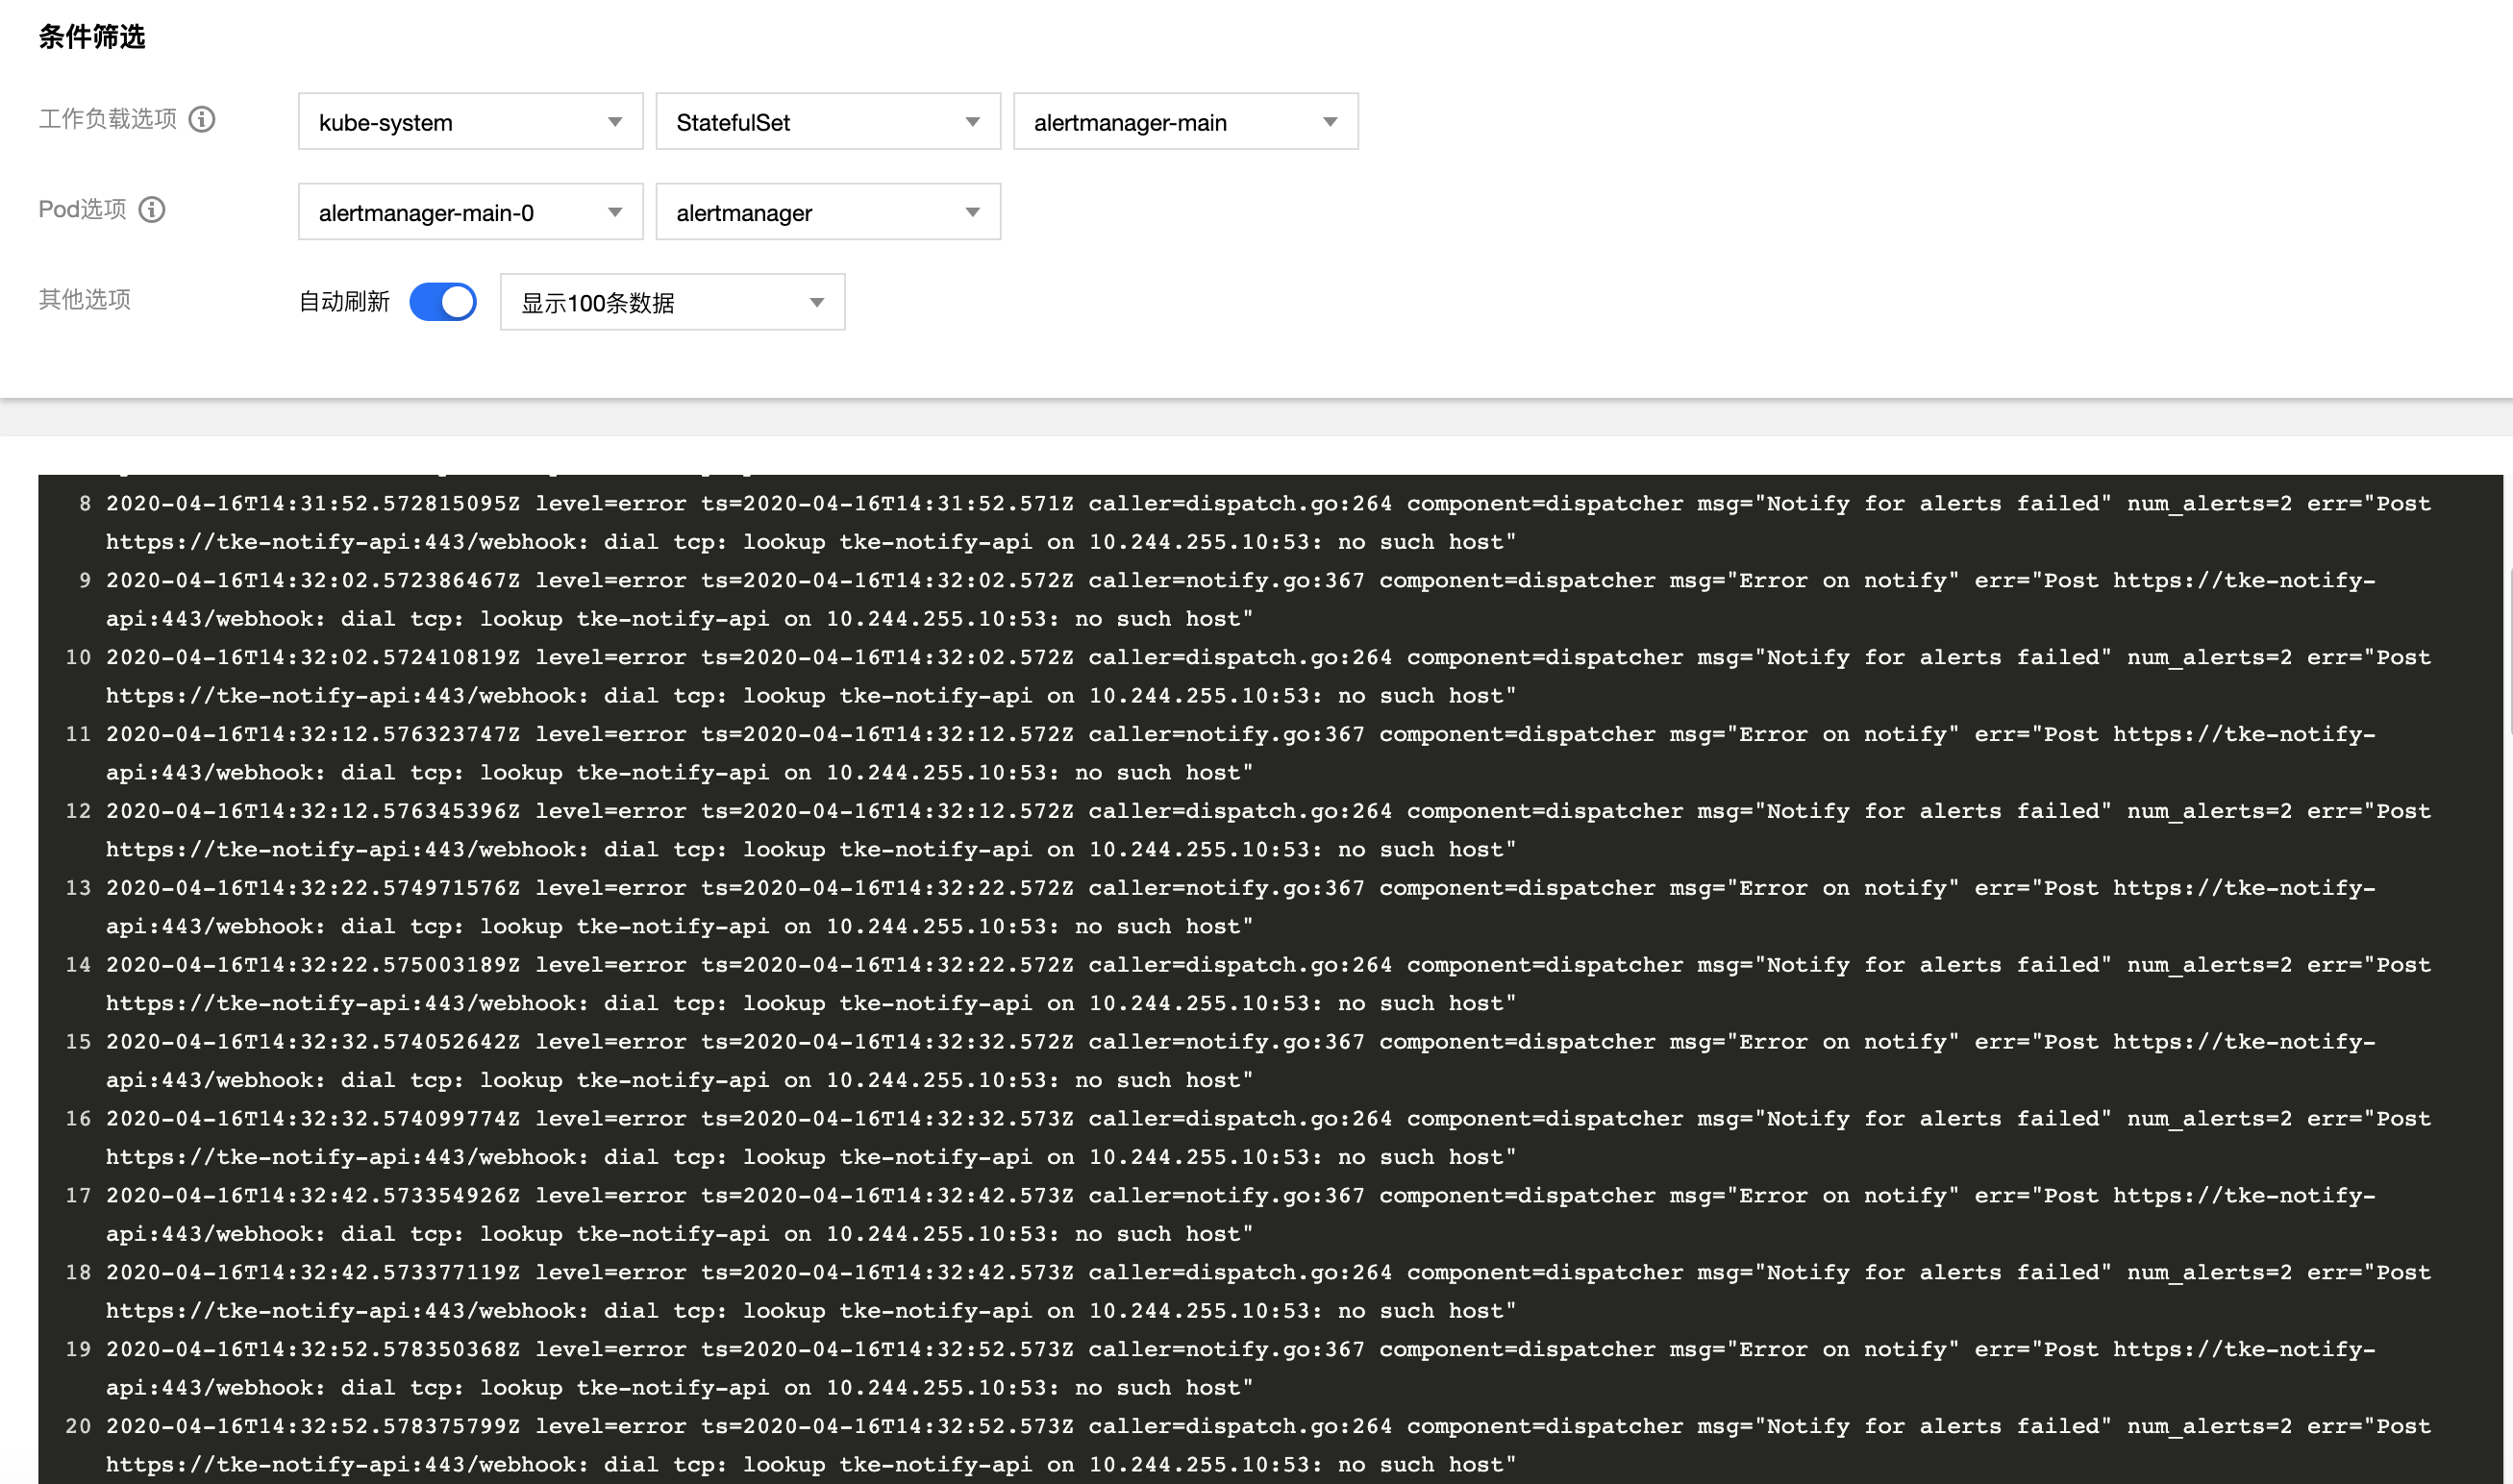 条件筛选
工作负载选项 kube-system StatefulSet alertmanager-main
Pod选项 alertmanager-main-0 alertmanager
其他选项 自动刷新 显示100条数据
8 2020-04-16T14:31:52.572815095Z level=error ts=2020-04-16T14:31:52.571Z caller=dispatch.go:264 component=dispatcher msg="Notify for alerts failed" num_alerts=2 err="Post
https://tke-notify-api:443/webhook: dial tcp: lookup tke-notify-api on 10.244.255.10:53: no such host"
9 2020-04-16T14:32:02.572386467Z level=error ts=2020-04-16T14:32:02.572Z caller=notify.go:367 component=dispatcher msg="Error on notify" err="Post https://tke-notify-
api:443/webhook: dial tcp: lookup tke-notify-api on 10.244.255.10:53: no such host"
10 2020-04-16T14:32:02.572410819Z level=error ts=2020-04-16T14:32:02.572Z caller=dispatch.go:264 component=dispatcher msg="Notify for alerts failed" num_alerts=2 err="Post
https://tke-notify-api:443/webhook: dial tcp: lookup tke-notify-api on 10.244.255.10:53: no such host"
11 2020-04-16T14:32:12.576323747Z level=error ts=2020-04-16T14:32:12.572Z caller=notify.go:367 component=dispatcher msg="Error on notify" err="Post https://tke-notify-
api:443/webhook: dial tcp: lookup tke-notify-api on 10.244.255.10:53: no such host"
12 2020-04-16T14:32:12.576345396Z level=error ts=2020-04-16T14:32:12.572Z caller=dispatch.go:264 component=dispatcher msg="Notify for alerts failed" num_alerts=2 err="Post
https://tke-notify-api:443/webhook: dial tcp: lookup tke-notify-api on 10.244.255.10:53: no such host"
13 2020-04-16T14:32:22.574971576Z level=error ts=2020-04-16T14:32:22.572Z caller=notify.go:367 component=dispatcher msg="Error on notify" err="Post https://tke-notify-
api:443/webhook: dial tcp: lookup tke-notify-api on 10.244.255.10:53: no such host"
14 2020-04-16T14:32:22.575003189Z level=error ts=2020-04-16T14:32:22.572Z caller=dispatch.go:264 component=dispatcher msg="Notify for alerts failed" num_alerts=2 err="Post
https://tke-notify-api:443/webhook: dial tcp: lookup tke-notify-api on 10.244.255.10:53: no such host"
15 2020-04-16T14:32:32.574052642Z level=error ts=2020-04-16T14:32:32.572Z caller=notify.go:367 component=dispatcher msg="Error on notify" err="Post https://tke-notify-
api:443/webhook: dial tcp: lookup tke-notify-api on 10.244.255.10:53: no such host"
16 2020-04-16T14:32:32.574099774Z level=error ts=2020-04-16T14:32:32.573Z caller=dispatch.go:264 component=dispatcher msg="Notify for alerts failed" num_alerts=2 err="Post
https://tke-notify-api:443/webhook: dial tcp: lookup tke-notify-api on 10.244.255.10:53: no such host"
17 2020-04-16T14:32:42.573354926Z level=error ts=2020-04-16T14:32:42.573Z caller=notify.go:367 component=dispatcher msg="Error on notify" err="Post https://tke-notify-
api:443/webhook: dial tcp: lookup tke-notify-api on 10.244.255.10:53: no such host"
18 2020-04-16T14:32:42.573377119Z level=error ts=2020-04-16T14:32:42.573Z caller=dispatch.go:264 component=dispatcher msg="Notify for alerts failed" num_alerts=2 err="Post
https://tke-notify-api:443/webhook: dial tcp: lookup tke-notify-api on 10.244.255.10:53: no such host"
19 2020-04-16T14:32:52.578350368Z level=error ts=2020-04-16T14:32:52.573Z caller=notify.go:367 component=dispatcher msg="Error on notify" err="Post https://tke-notify-
api:443/webhook: dial tcp: lookup tke-notify-api on 10.244.255.10:53: no such host"
20 2020-04-16T14:32:52.578375799Z level=error ts=2020-04-16T14:32:52.573Z caller=dispatch.go:264 component=dispatcher msg="Notify for alerts failed" num_alerts=2 err="Post
https://tke-notify-api:443/webhook: dial tcp: lookup tke-notify-api on 10.244.255.10:53: no such host"